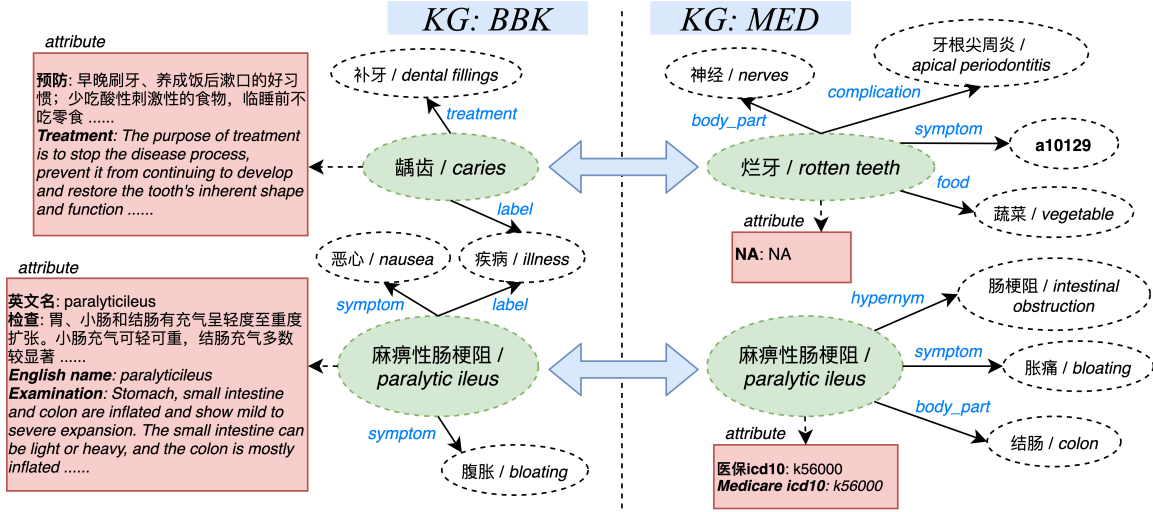 KG: BBK
KG: MED
attribute
预防: 早晚刷牙、养成饭后漱口的好习
惯；少吃酸性刺激性的食物，临睡前不
吃零食 ......
Treatment: The purpose of treatment
is to stop the disease process,
prevent it from continuing to develop
and restore the tooth's inherent shape
and function ......
补牙 / dental fillings
treatment
龋齿 / caries
label
恶心 / nausea
疾病 / illness
symptom
label
attribute
英文名: paralyticileus
检查: 胃、小肠和结肠有充气呈轻度至重度
扩张。小肠充气可轻可重，结肠充气多数
较显著 ......
English name: paralyticileus
Examination: Stomach, small intestine
and colon are inflated and show mild to
severe expansion. The small intestine can
be light or heavy, and the colon is mostly
inflated ......
麻痹性肠梗阻 /
paralytic ileus
symptom
腹胀 / bloating
神经 / nerves
牙根尖周炎 /
apical periodontitis
body_part
complication
symptom
a10129
烂牙 / rotten teeth
food
蔬菜 / vegetable
attribute
NA: NA
hypernym
肠梗阻 / intestinal
obstruction
麻痹性肠梗阻 /
paralytic ileus
symptom
胀痛 / bloating
body_part
结肠 / colon
attribute
医保icd10: k56000
Medicare icd10: k56000